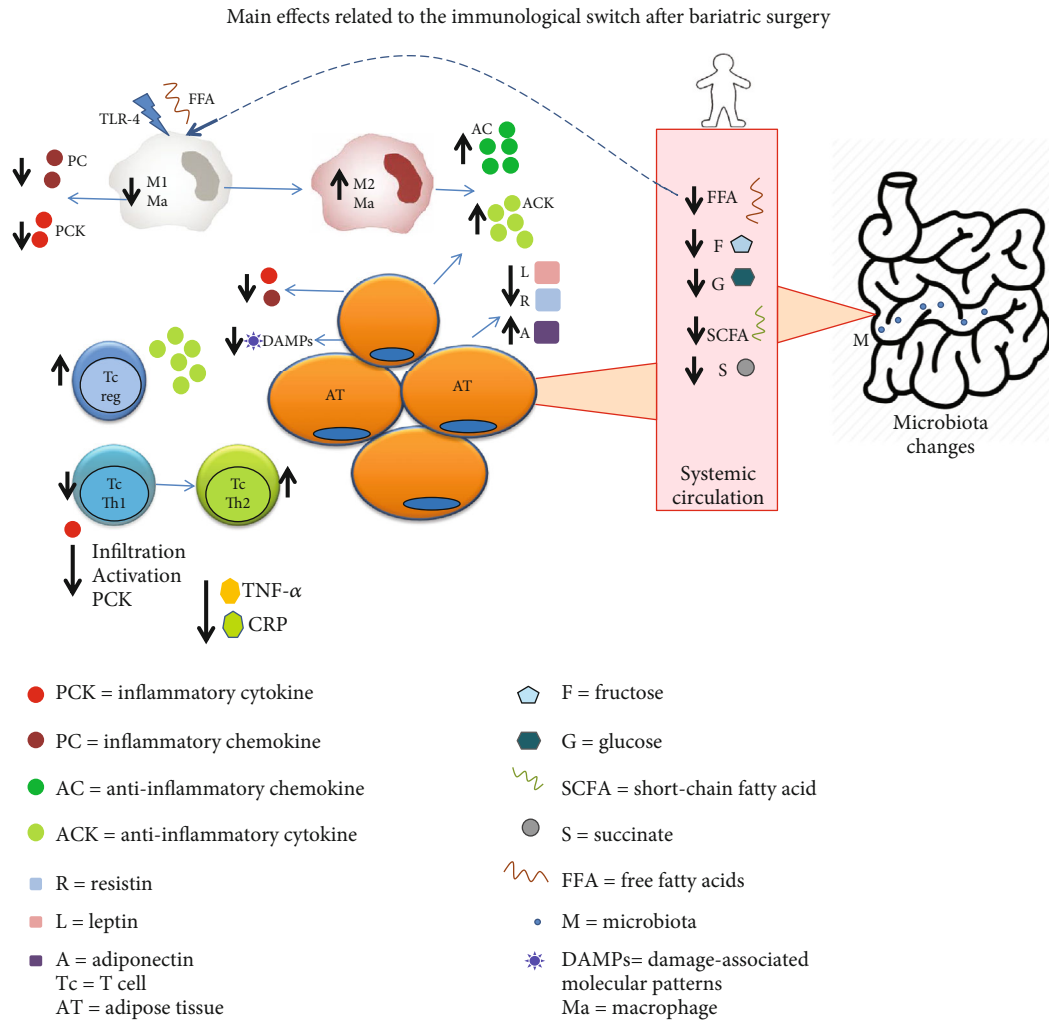 Main effects related to the immunological switch after bariatric surgery
FFA
TLR-4
PC
M1
Ma
PCK
M2
Ma
AC
ACK
L
R
A
DAMPs
AT
AT
Tc
reg
Tc
Th1
Tc
Th2
Infiltration
Activation
PCK
TNF-α
CRP
FFA
F
G
SCFA
S
Systemic
circulation
M
Microbiota
changes
PCK = inflammatory cytokine
PC = inflammatory chemokine
AC = anti-inflammatory chemokine
ACK = anti-inflammatory cytokine
R = resistin
L = leptin
A = adiponectin
Tc = T cell
AT = adipose tissue
F = fructose
G = glucose
SCFA = short-chain fatty acid
S = succinate
FFA = free fatty acids
M = microbiota
DAMPs= damage-associated
molecular patterns
Ma = macrophage